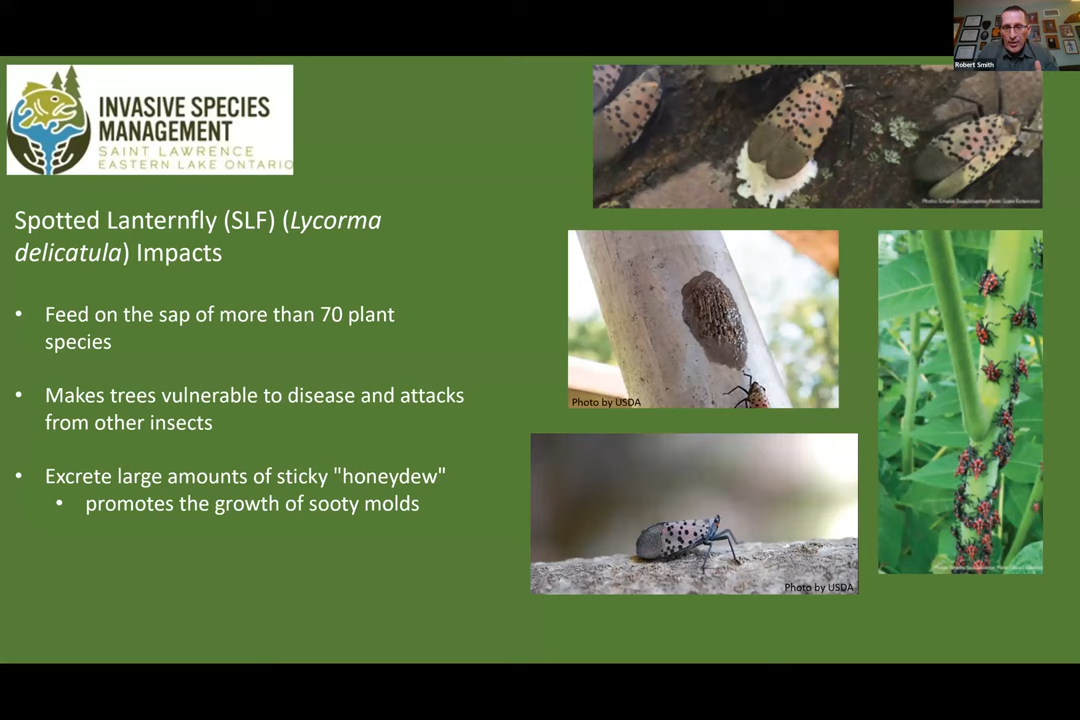 Robert Smith
INVASIVE SPECIES
MANAGEMENT
SAINT LAWRENCE
EASTERN LAKE ONTARIO
Spotted Lanternfly (SLF) (Lycorma
delicatula) Impacts
• Feed on the sap of more than 70 plant
species
• Makes trees vulnerable to disease and attacks
from other insects
• Excrete large amounts of sticky "honeydew"
• promotes the growth of sooty molds
Photo by USDA
Photo by USDA